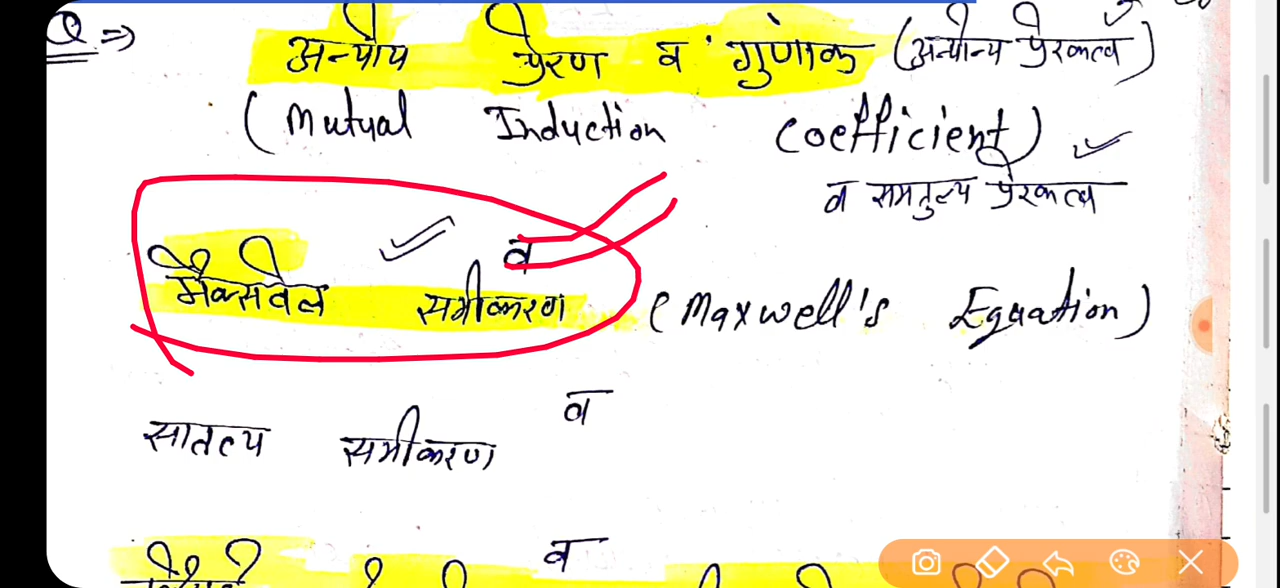 Q ⇒ अन्योय प्रेरण व गुणांक (अन्योन्य प्रेरकत्व)
(Mutual Induction Coefficient)
व समतुल्य प्रेरकत्व
व
मैक्सवेल समीकरण (Maxwell's Equation)
व
सातत्य समीकरण
व